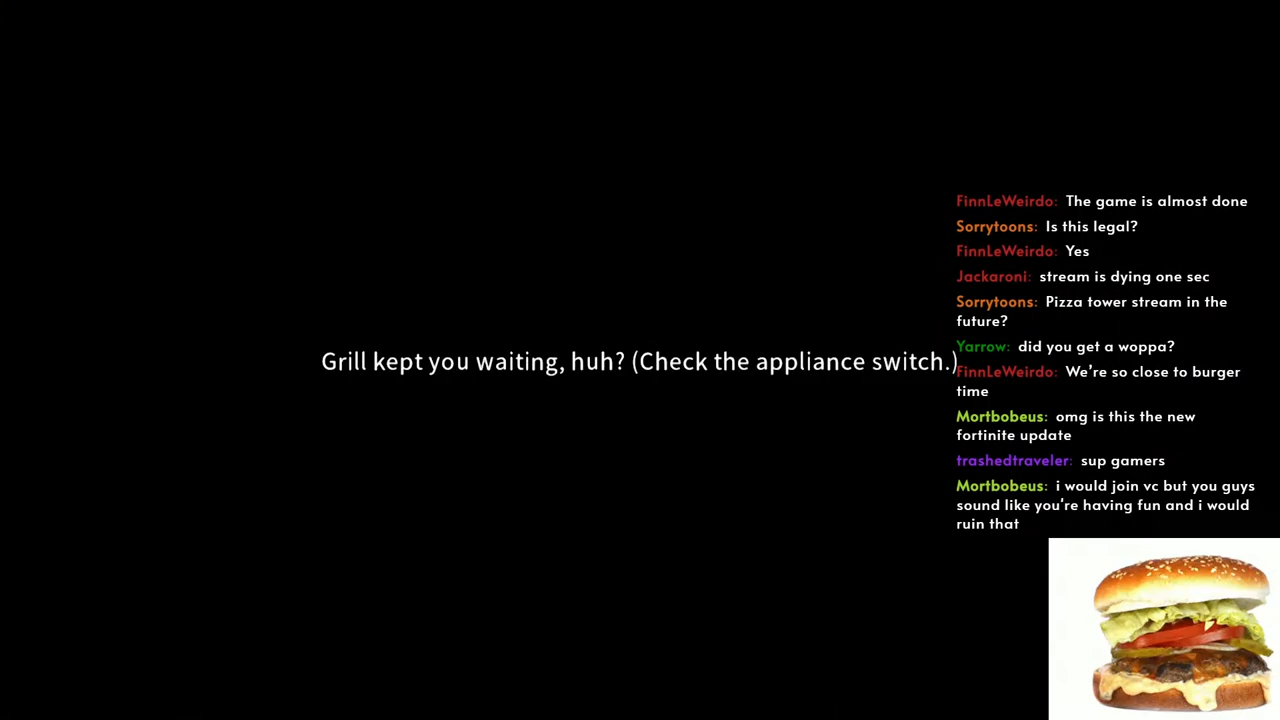 FinnLeWeirdo: The game is almost done
Sorrytoons: Is this legal?
FinnLeWeirdo: Yes
Jackaroni: stream is dying one sec
Sorrytoons: Pizza tower stream in the
future?
Yarrow: did you get a woppa?
Grill kept you waiting, huh? (Check the appliance switch.)
FinnLeWeirdo: We're so close to burger
time
Mortbobeus: omg is this the new
fortinite update
trashedtraveler: sup gamers
Mortbobeus: i would join vc but you guys
sound like you're having fun and i would
ruin that